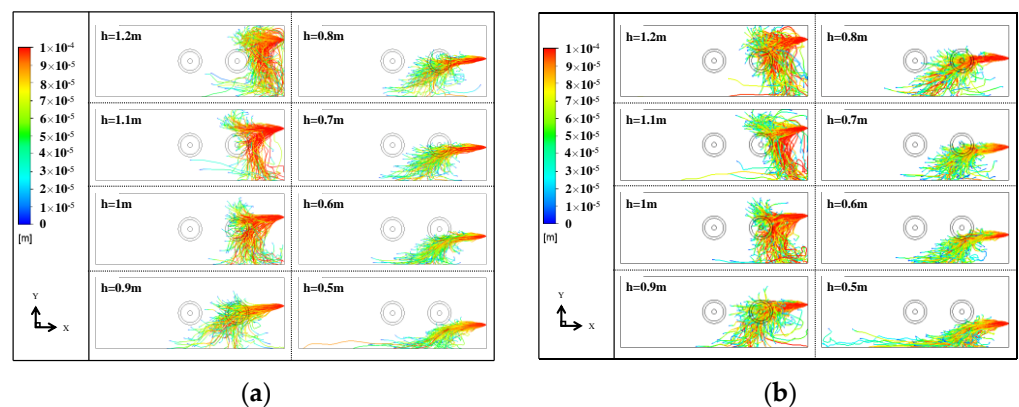 1×10⁻⁴
9×10⁻⁵
8×10⁻⁵
7×10⁻⁵
6×10⁻⁵
5×10⁻⁵
4×10⁻⁵
3×10⁻⁵
2×10⁻⁵
1×10⁻⁵
0
[m]
Y
X
h=1.2m
h=0.8m
h=1.1m
h=0.7m
h=1m
h=0.6m
h=0.9m
h=0.5m
(a)
1×10⁻⁴
9×10⁻⁵
8×10⁻⁵
7×10⁻⁵
6×10⁻⁵
5×10⁻⁵
4×10⁻⁵
3×10⁻⁵
2×10⁻⁵
1×10⁻⁵
0
[m]
Y
X
h=1.2m
h=0.8m
h=1.1m
h=0.7m
h=1m
h=0.6m
h=0.9m
h=0.5m
(b)